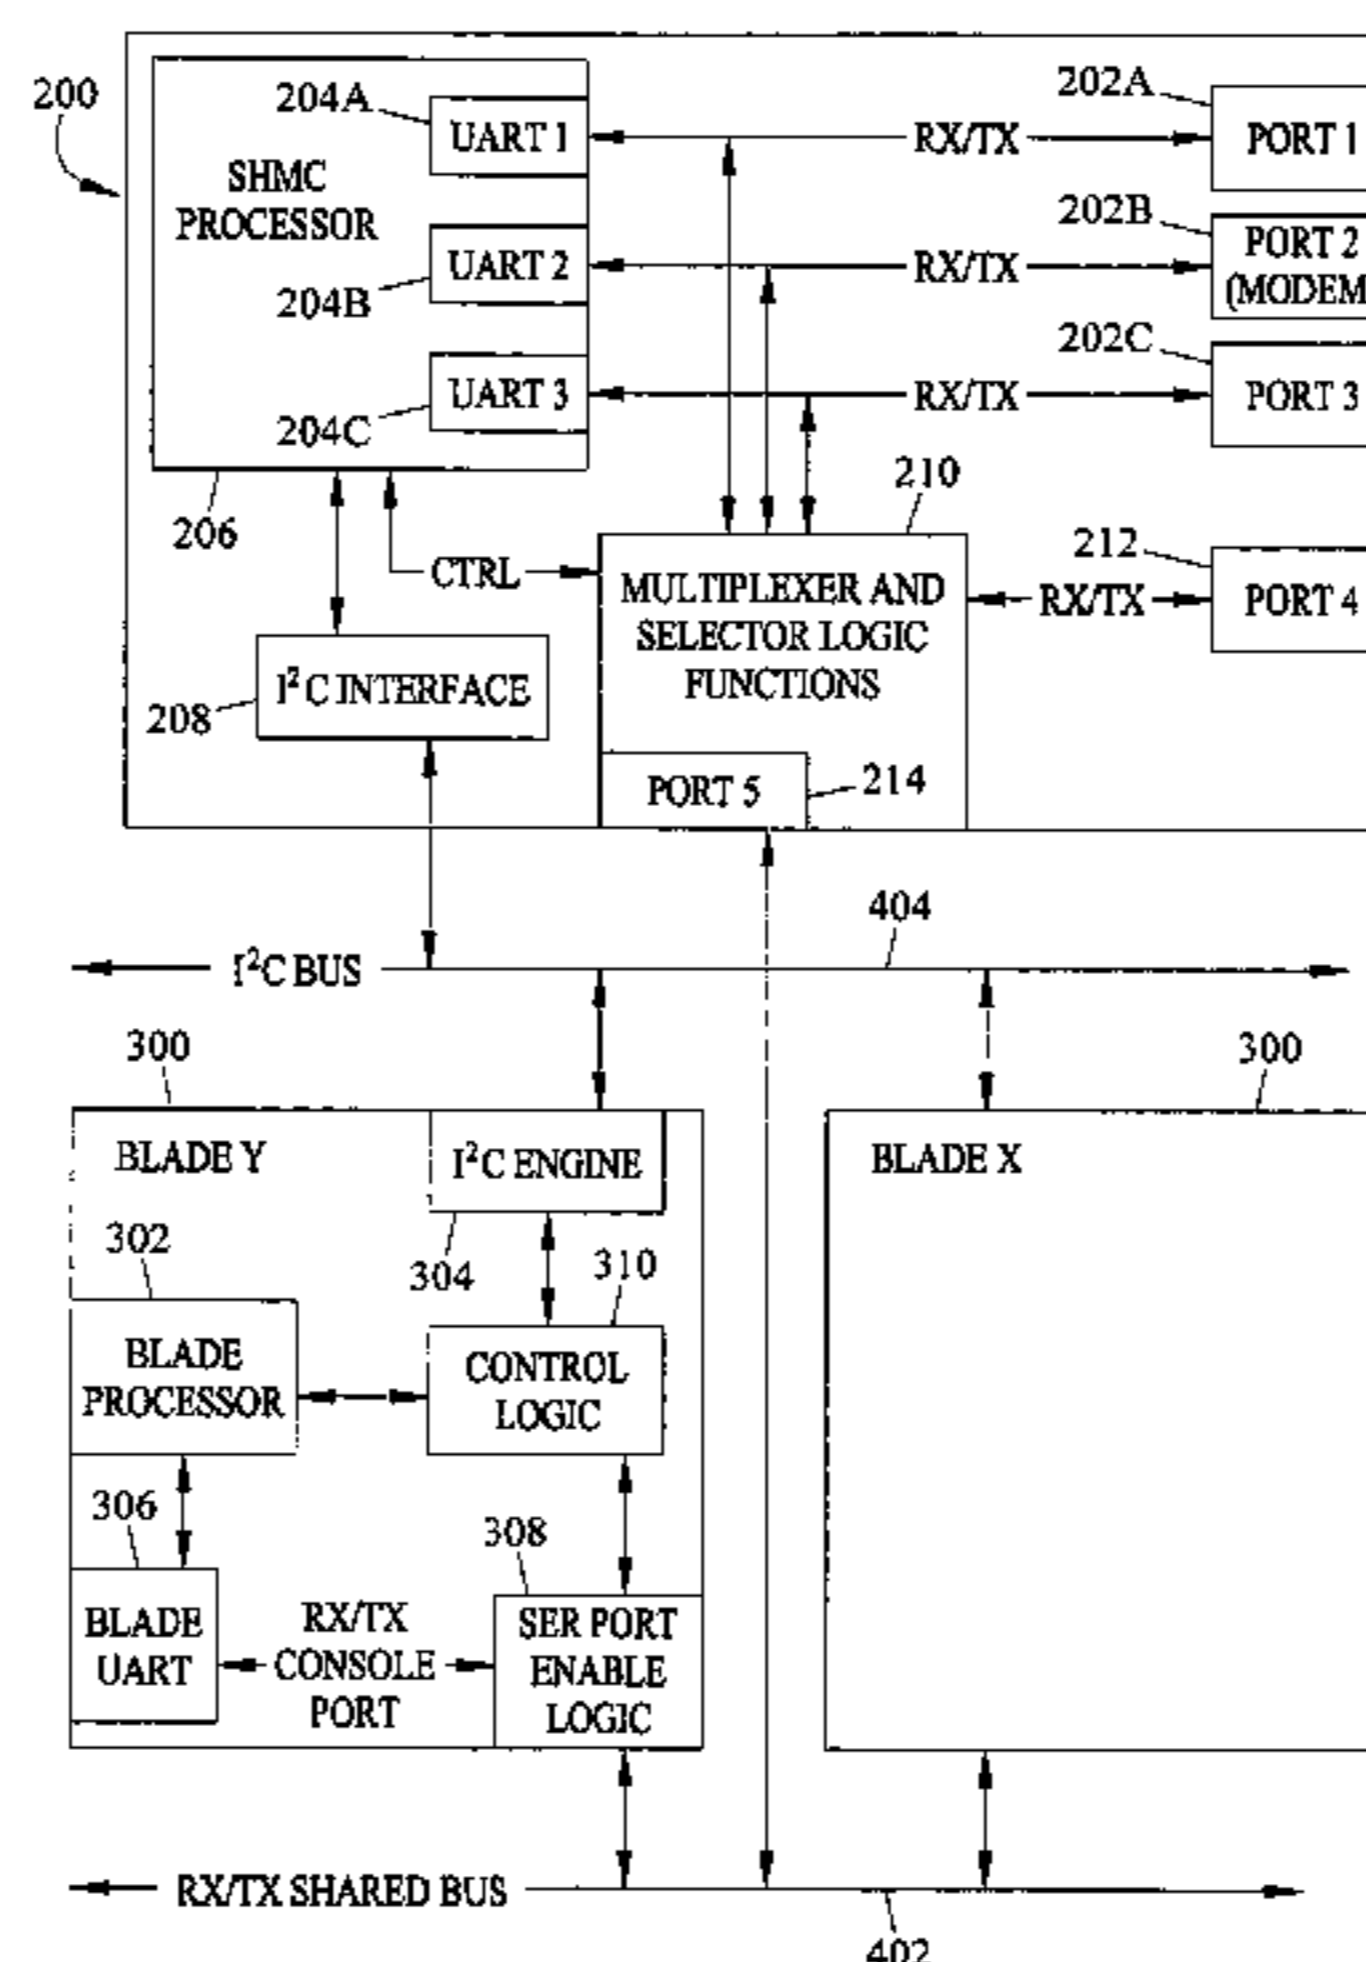 200
204A
UART 1
RX/TX
202A
PORT 1
SHMC
PROCESSOR
202B
204B
UART 2
RX/TX
PORT 2
(MODEM
202C
204C
UART 3
RX/TX
PORT 3
206
210
CTRL
MULTIPLEXER AND
SELECTOR LOGIC
FUNCTIONS
RX/TX
212
PORT 4
208
I²C INTERFACE
PORT 5
214
404
I²C BUS
300
300
BLADE Y
I²C ENGINE
BLADE X
302
304
310
BLADE
PROCESSOR
CONTROL
LOGIC
306
308
BLADE
UART
RX/TX
CONSOLE
PORT
SER PORT
ENABLE
LOGIC
RX/TX SHARED BUS
402